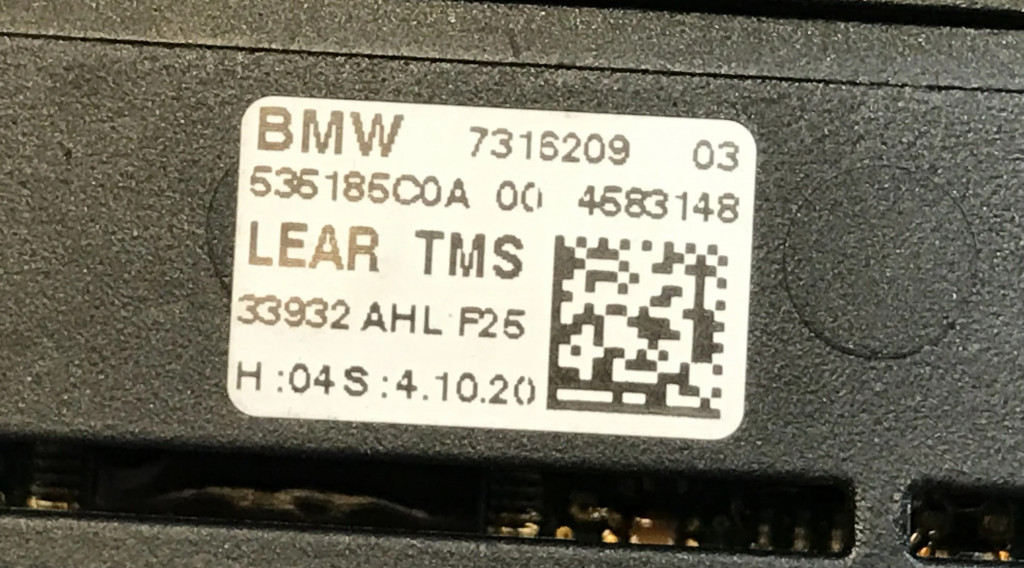 BMW 7316209 03
535185C0A 00 4583148
LEAR TMS
33932 AHL F25
H :04 S :4.10.20